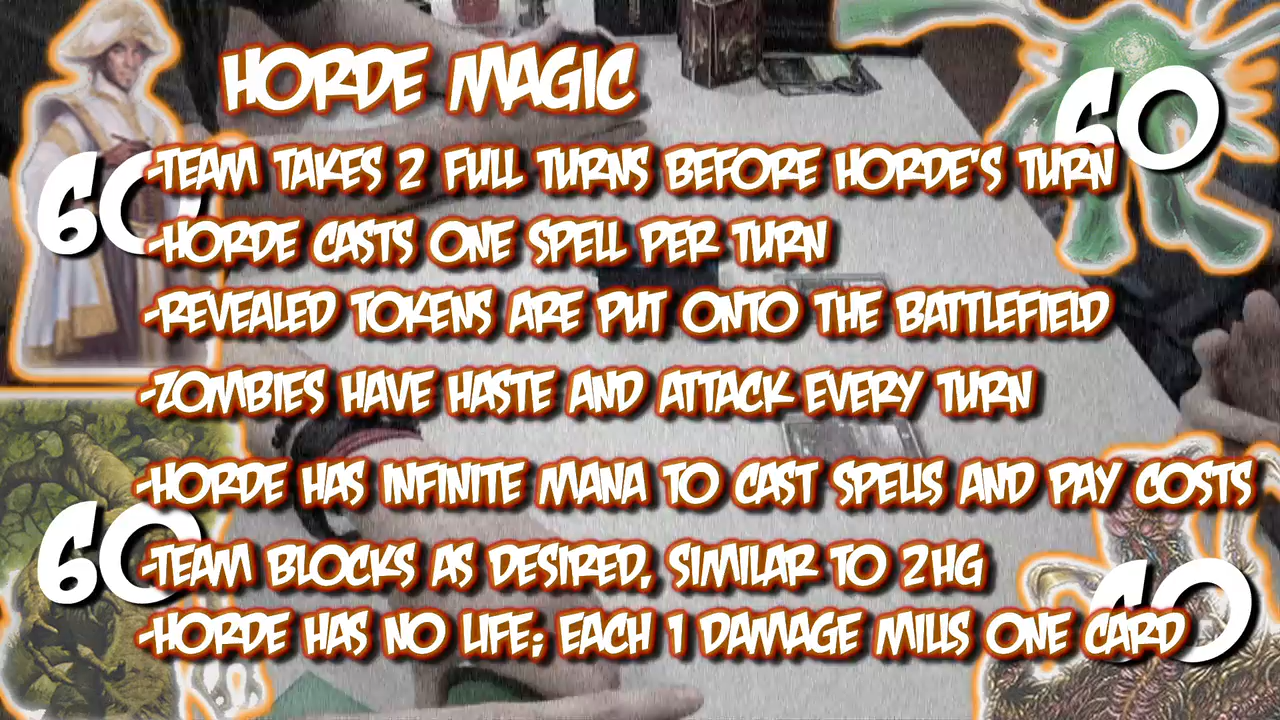 HORDE MAGIC
60
60
-TEAM TAKES 2 FULL TURNS BEFORE HORDE'S TURN
-HORDE CASTS ONE SPELL PER TURN
-REVEALED TOKENS ARE PUT ONTO THE BATTLEFIELD
-ZOMBIES HAVE HASTE AND ATTACK EVERY TURN
-HORDE HAS INFINITE MANA TO CAST SPELLS AND PAY COSTS
60
60
-TEAM BLOCKS AS DESIRED, SIMILAR TO 2HG
-HORDE HAS NO LIFE; EACH 1 DAMAGE MILLS ONE CARD